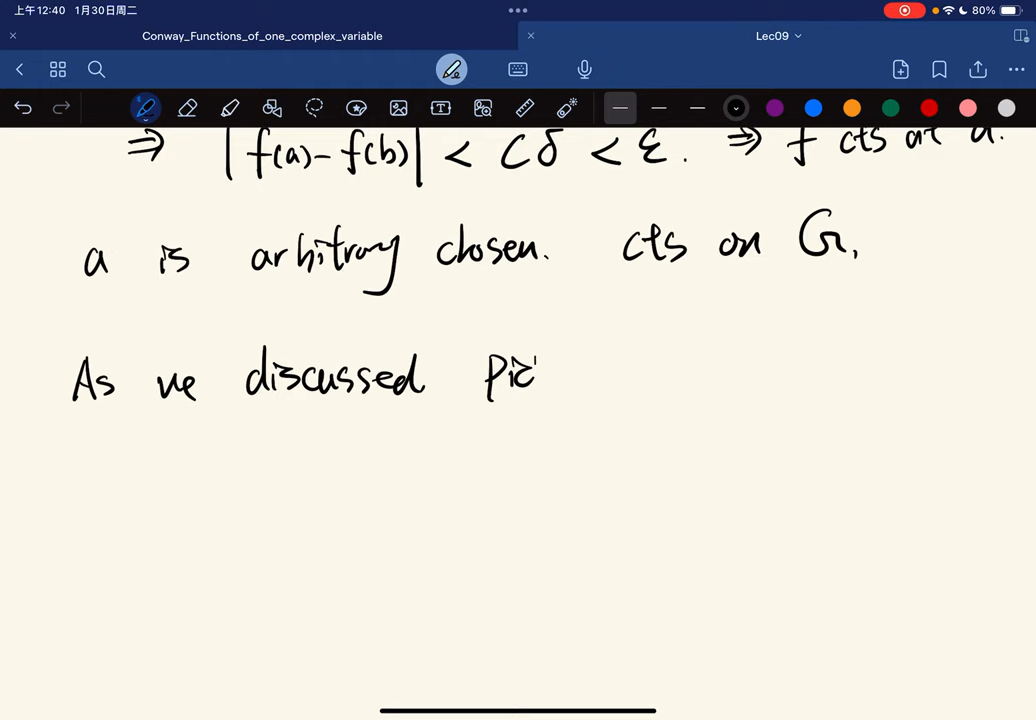 上午12:40 1月30日周二 80%
Conway_Functions_of_one_complex_variable Lec09
⇒ |f(a)-f(b)| < Cδ < ε. ⇒ f cts at a.
a is arbitrary chosen. cts on G.
As we discussed